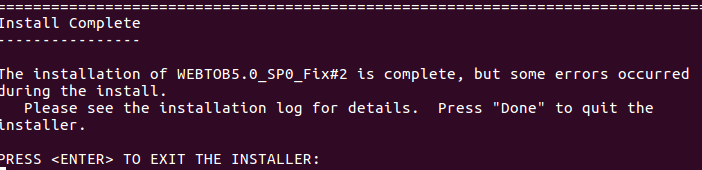 ================================================================================
Install Complete
----------------
The installation of WEBTOB5.0_SP0_Fix#2 is complete, but some errors occurred
during the install.
   Please see the installation log for details.  Press "Done" to quit the
installer.
PRESS <ENTER> TO EXIT THE INSTALLER: